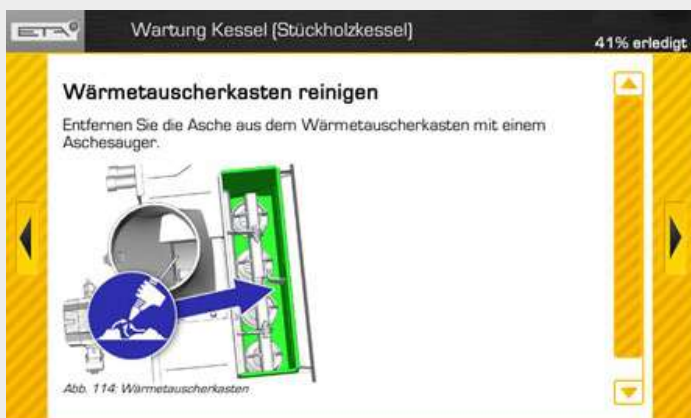 ETA
Wartung Kessel (Stückholzkessel)
41% erledigt
Wärmetauscherkasten reinigen
Entfernen Sie die Asche aus dem Wärmetauscherkasten mit einem
Aschesauger.
Abb. 114: Wärmetauscherkasten